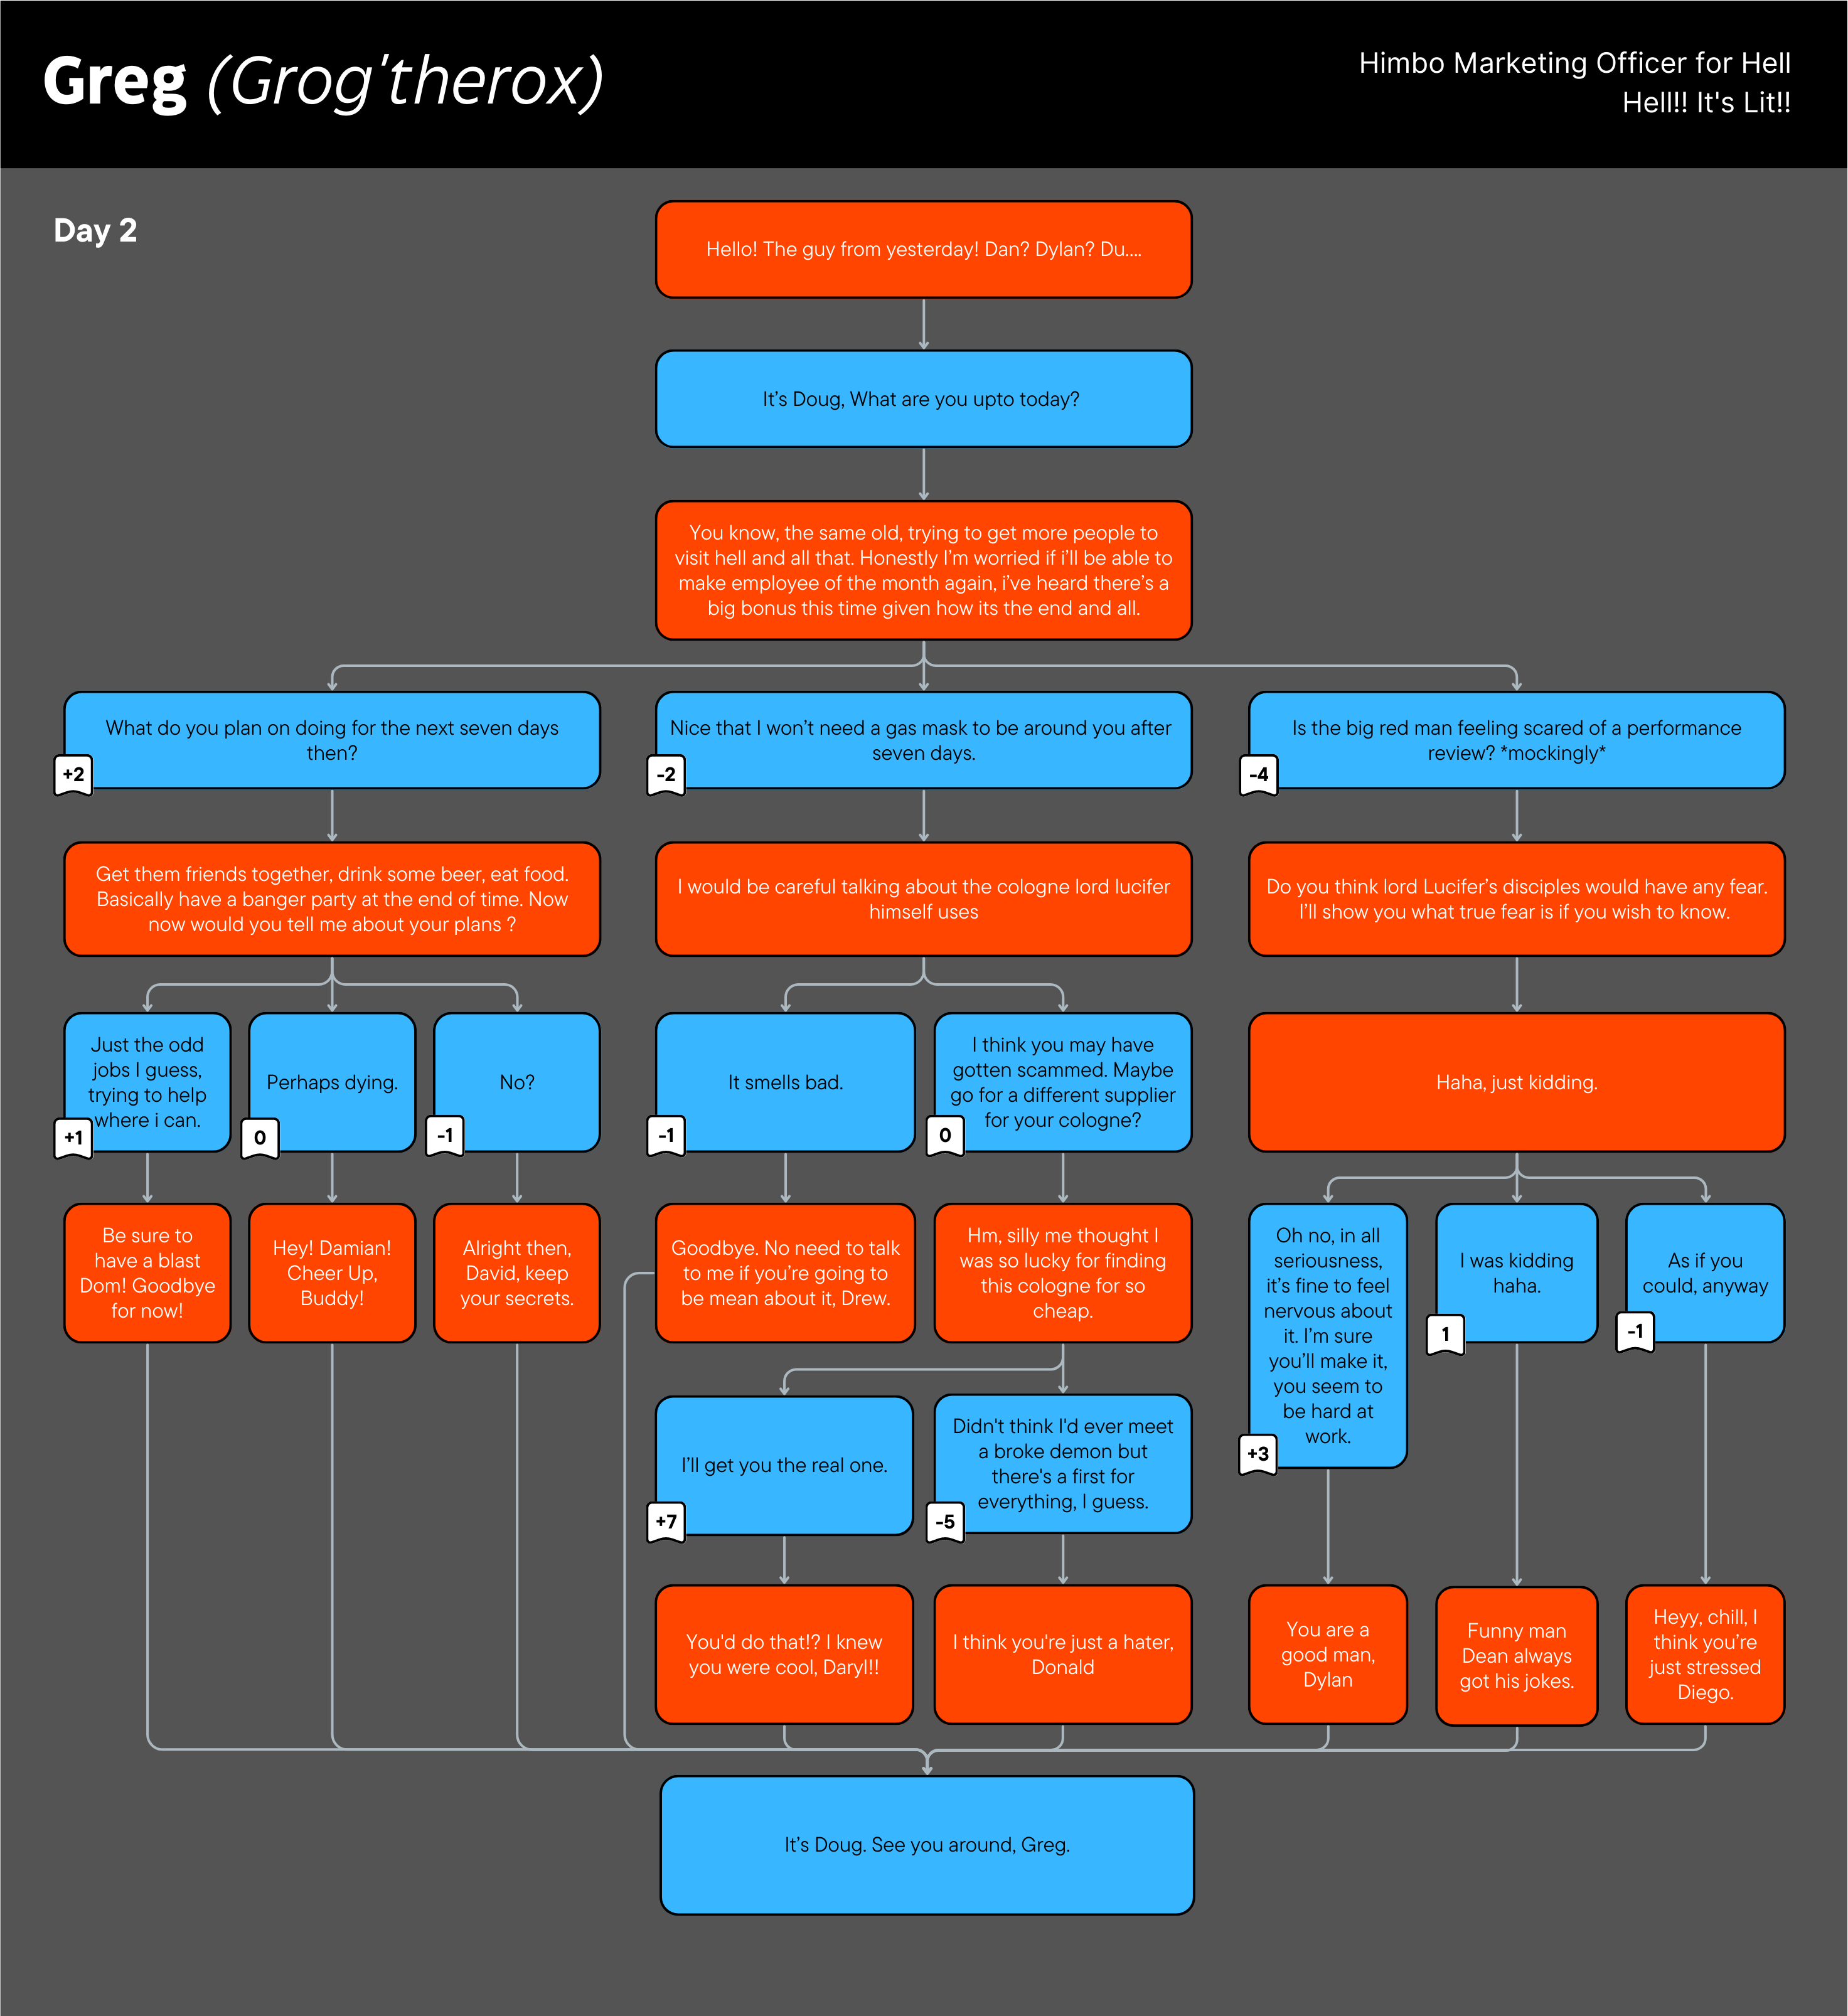 Greg (Grog'therox)
Himbo Marketing Officer for Hell
Hell!! It's Lit!!
Day 2
Hello! The guy from yesterday! Dan? Dylan? Du....
It's Doug, What are you upto today?
You know, the same old, trying to get more people to
visit hell and all that. Honestly I'm worried if i'll be able to
make employee of the month again, i've heard there's a
big bonus this time given how its the end and all.
What do you plan on doing for the next seven days
then?
+2
Nice that I won't need a gas mask to be around you after
seven days.
-2
Is the big red man feeling scared of a performance
review? *mockingly*
-4
Get them friends together, drink some beer, eat food.
Basically have a banger party at the end of time. Now
now would you tell me about your plans ?
I would be careful talking about the cologne lord lucifer
himself uses
Do you think lord Lucifer's disciples would have any fear.
I'll show you what true fear is if you wish to know.
Just the odd
jobs I guess,
trying to help
where i can.
+1
Perhaps dying.
0
No?
-1
It smells bad.
-1
I think you may have
gotten scammed. Maybe
go for a different supplier
for your cologne?
0
Haha, just kidding.
Be sure to
have a blast
Dom! Goodbye
for now!
Hey! Damian!
Cheer Up,
Buddy!
Alright then,
David, keep
your secrets.
Goodbye. No need to talk
to me if you're going to
be mean about it, Drew.
Hm, silly me thought I
was so lucky for finding
this cologne for so
cheap.
Oh no, in all
seriousness,
it's fine to feel
nervous about
it. I'm sure
you'll make it,
you seem to
be hard at
work.
+3
I was kidding
haha.
1
As if you
could, anyway
-1
I'll get you the real one.
+7
Didn't think I'd ever meet
a broke demon but
there's a first for
everything, I guess.
-5
You'd do that!? I knew
you were cool, Daryl!!
I think you're just a hater,
Donald
You are a
good man,
Dylan
Funny man
Dean always
got his jokes.
Heyy, chill, I
think you're
just stressed
Diego.
It's Doug. See you around, Greg.